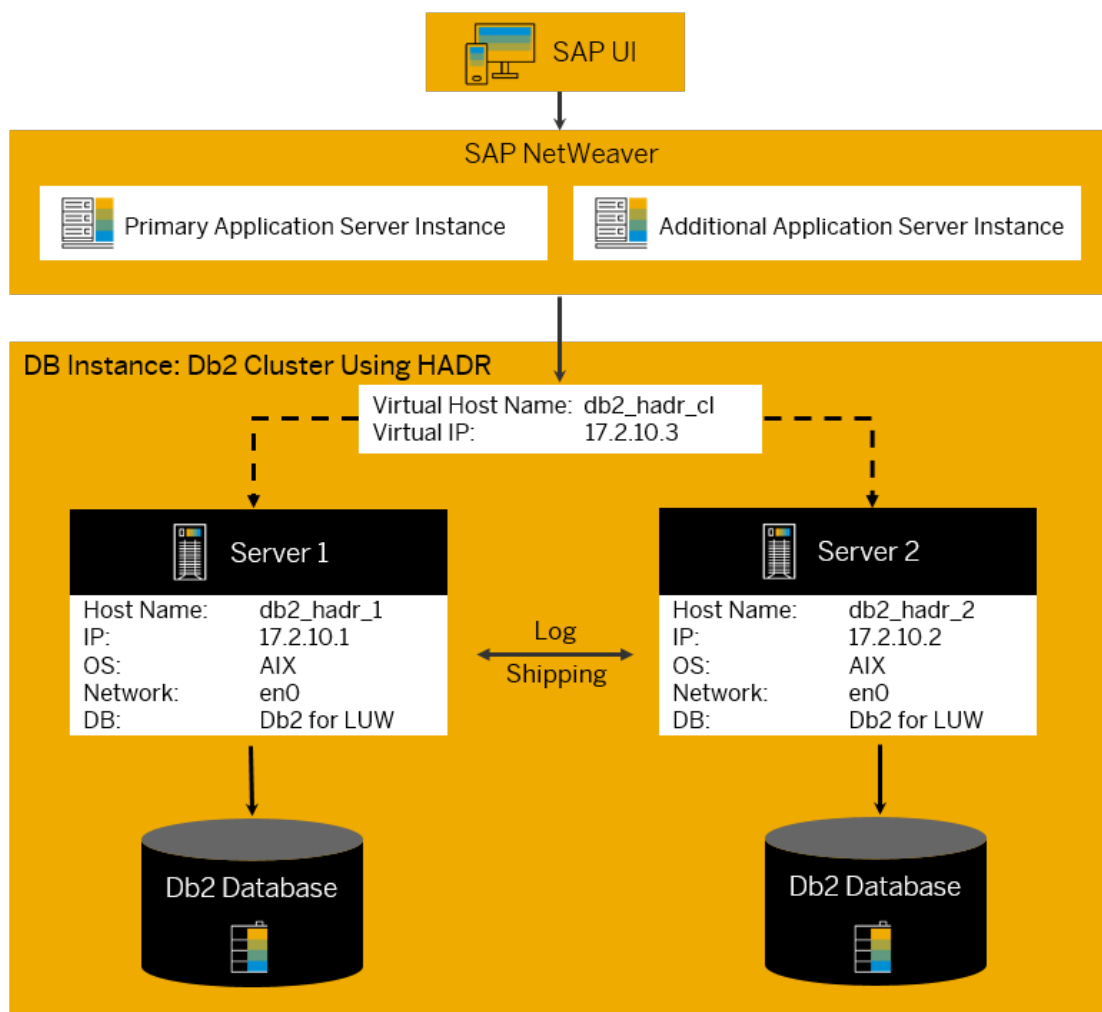 SAP UI
SAP NetWeaver
Primary Application Server Instance
Additional Application Server Instance
DB Instance: Db2 Cluster Using HADR
Virtual Host Name: db2_hadr_cl
Virtual IP: 17.2.10.3
Server 1
Host Name: db2_hadr_1
IP: 17.2.10.1
OS: AIX
Network: en0
DB: Db2 for LUW
Log
Shipping
Server 2
Host Name: db2_hadr_2
IP: 17.2.10.2
OS: AIX
Network: en0
DB: Db2 for LUW
Db2 Database
Db2 Database